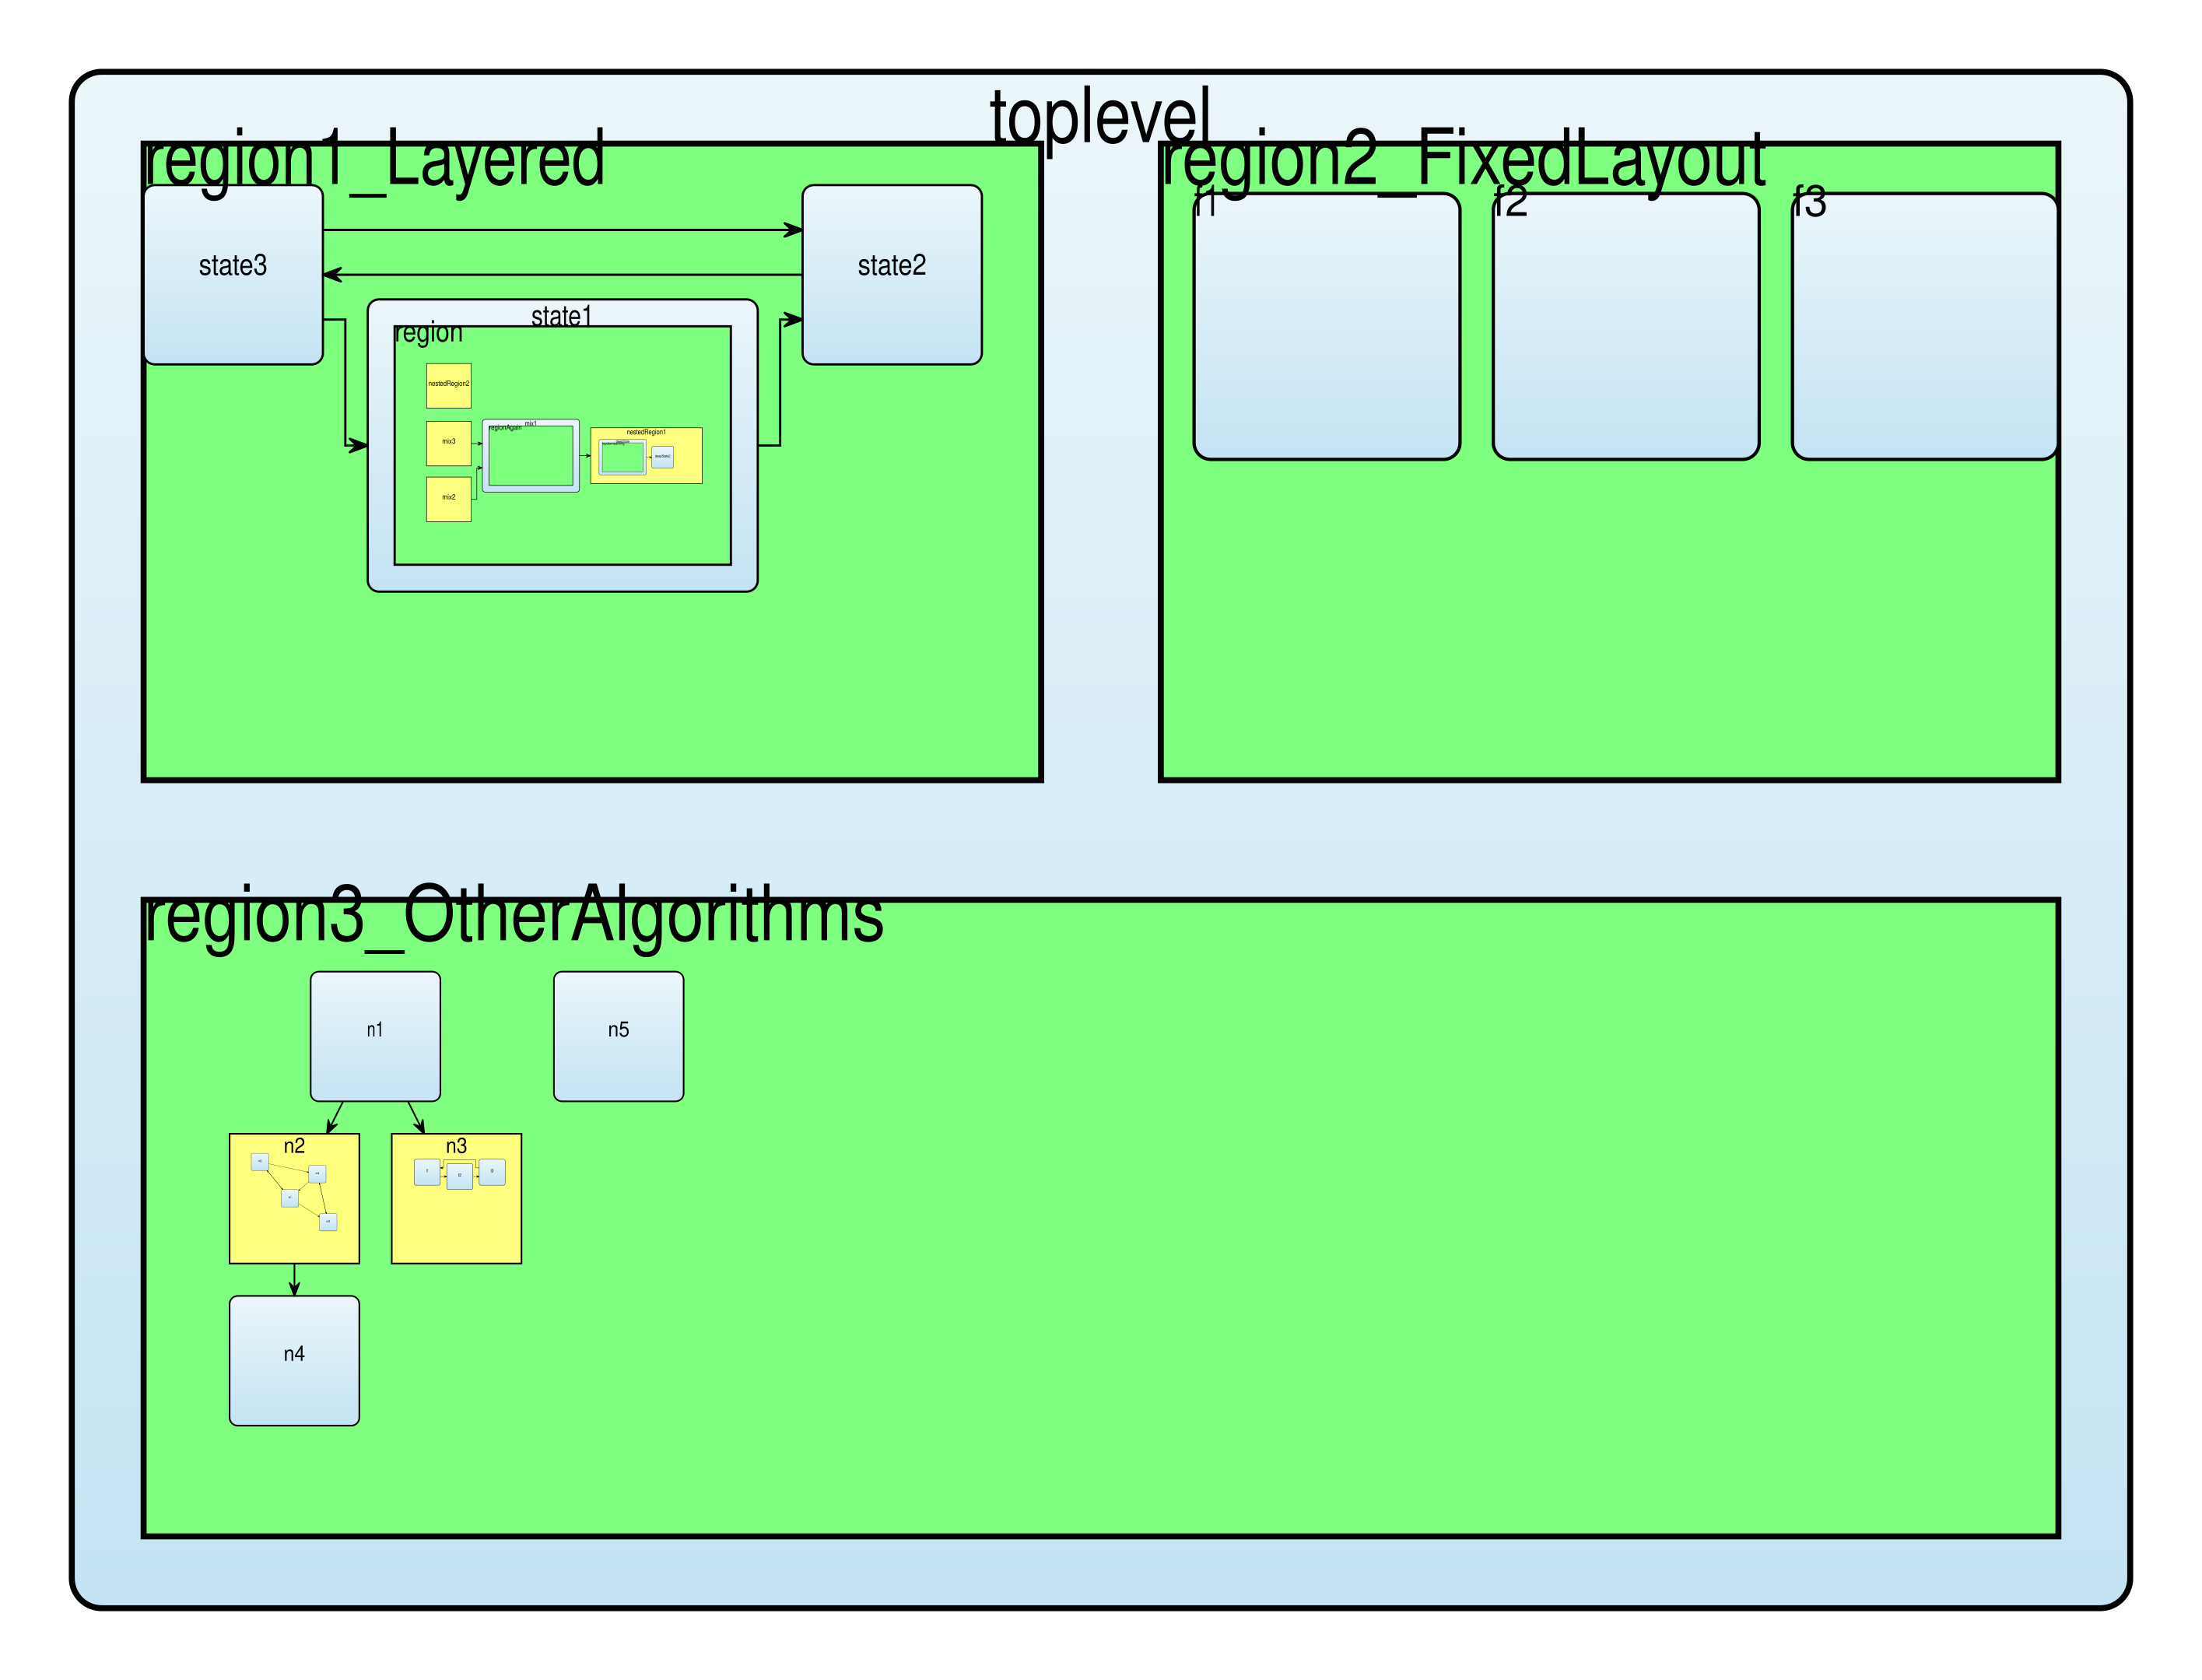 toplevel
region1_Layered
region2_FixedLayout
f1
f2
f3
state3
state2
state1
region
nestedRegion2
mix3
mix2
mix1
regionAgain
nestedRegion1
region3_OtherAlgorithms
n1
n5
n2
n3
n4